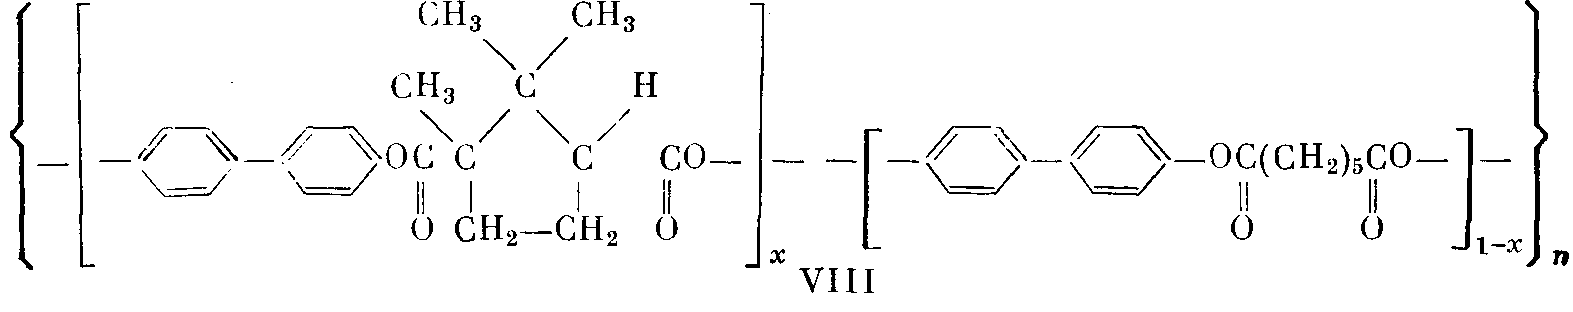 CH₃ CH₃
CH₃ C H
OC C C CO OC(CH₂)₅CO
O CH₂ CH₂ O O O
x 1-x n
VIII